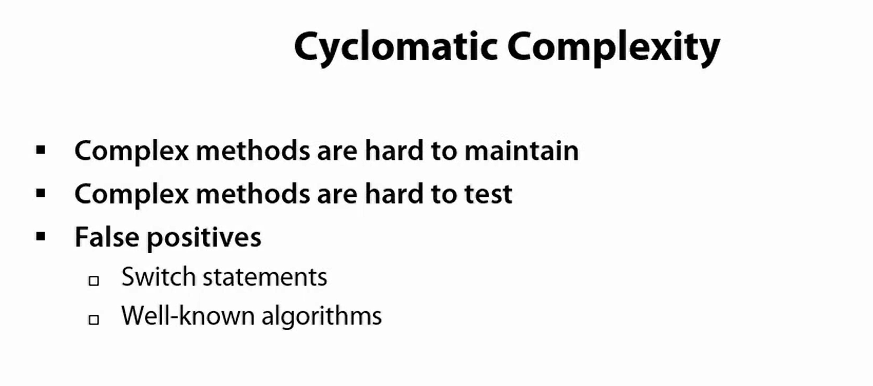 Cyclomatic Complexity
▪ Complex methods are hard to maintain
▪ Complex methods are hard to test
▪ False positives
▫ Switch statements
▫ Well-known algorithms